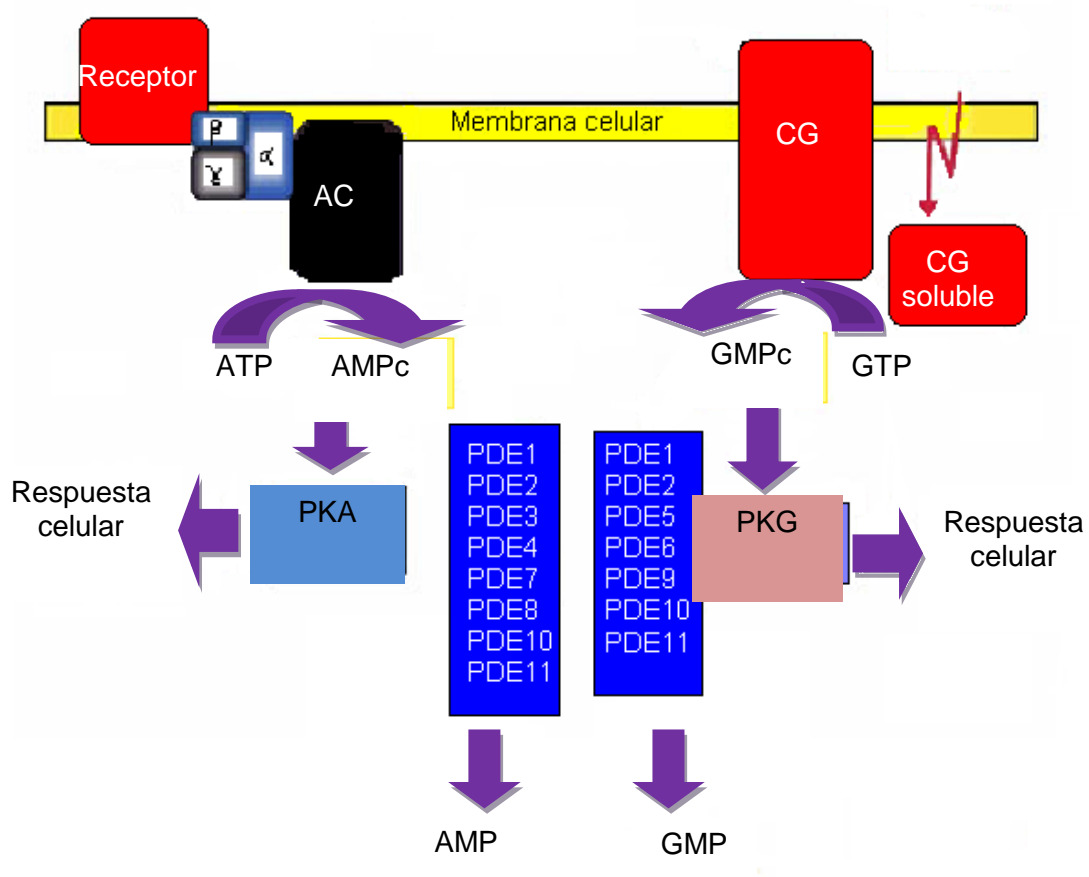 Receptor
Membrana celular
β
α
γ
AC
CG
CG
soluble
ATP
AMPc
GMPc
GTP
Respuesta
celular
PKA
PDE1
PDE2
PDE3
PDE4
PDE7
PDE8
PDE10
PDE11
PDE1
PDE2
PDE5
PDE6
PDE9
PDE10
PDE11
PKG
Respuesta
celular
AMP
GMP